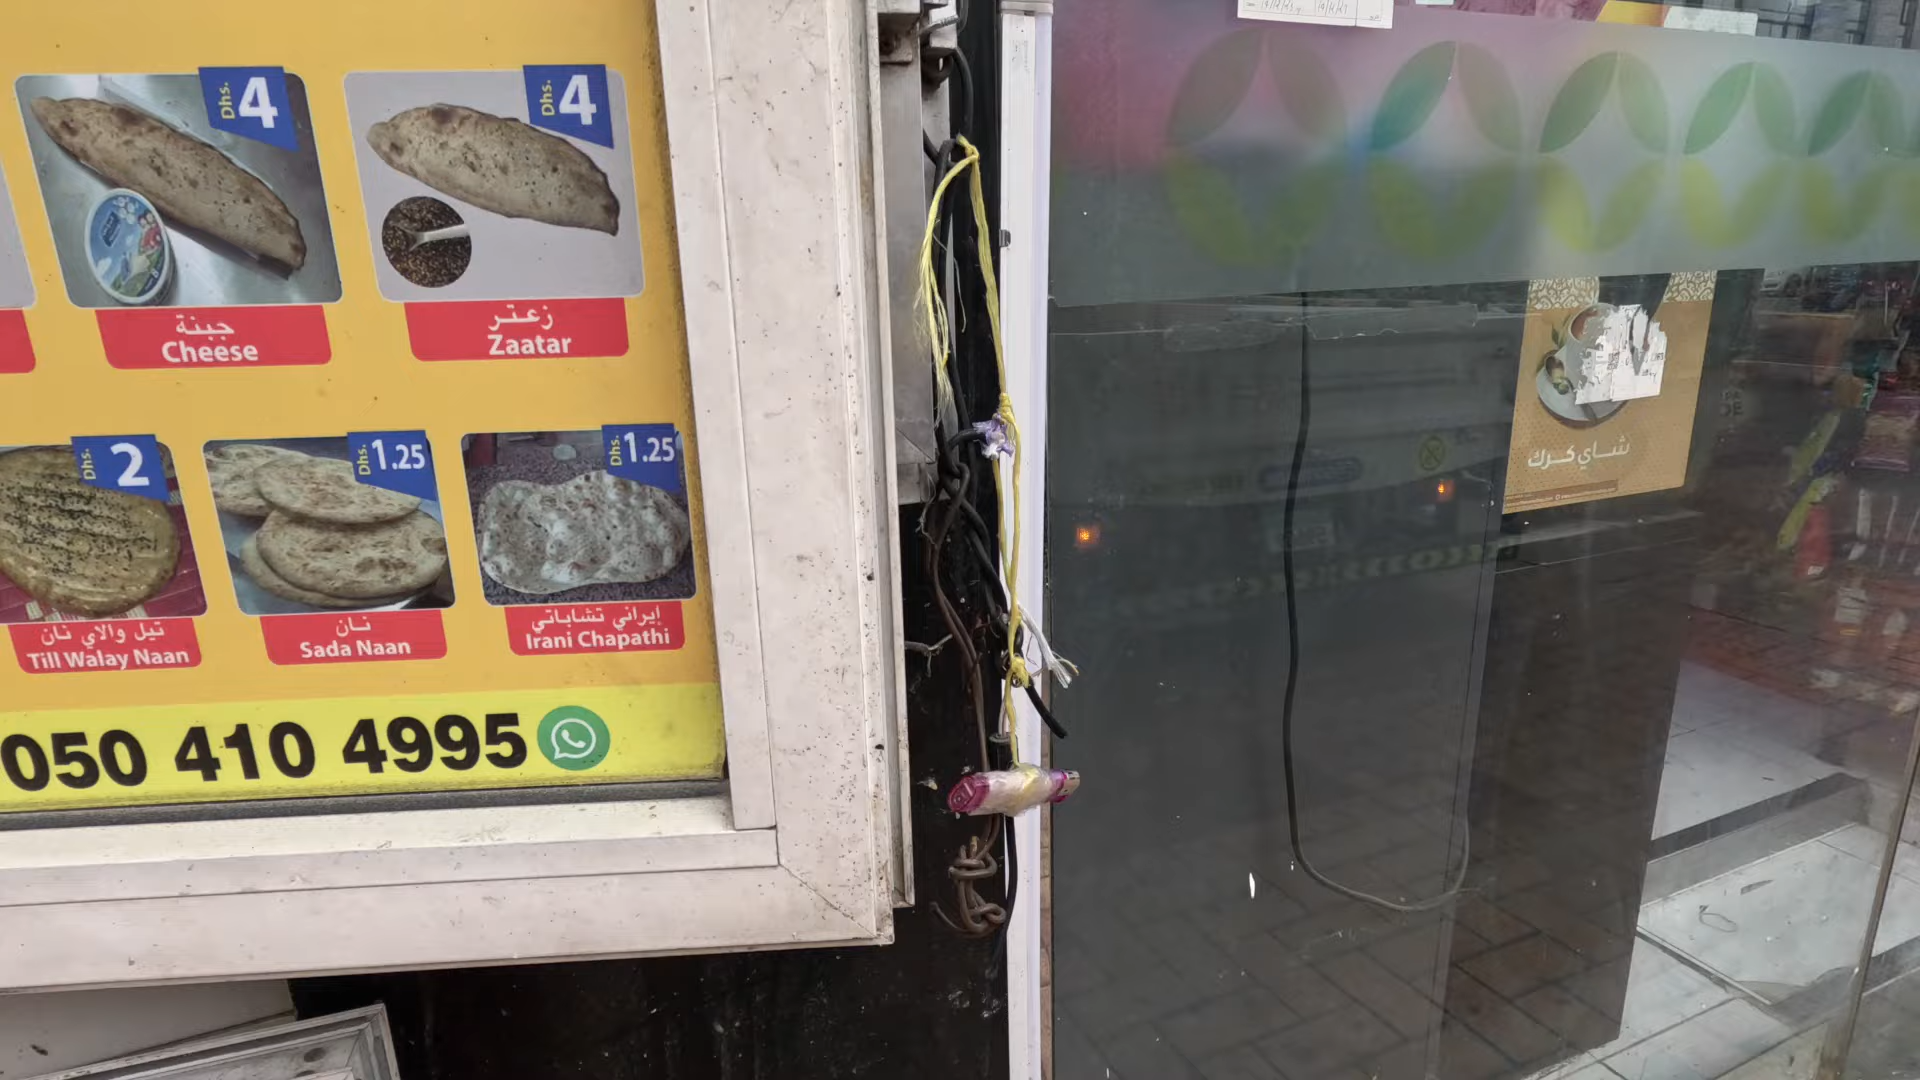 Dhs. 4
جبنة
Cheese
Dhs. 4
زعتر
Zaatar
Dhs. 2
تيل والاي نان
Till Walay Naan
Dhs. 1.25
نان
Sada Naan
Dhs. 1.25
إيراني تشاباتي
Irani Chapathi
050 410 4995
شاي كرك